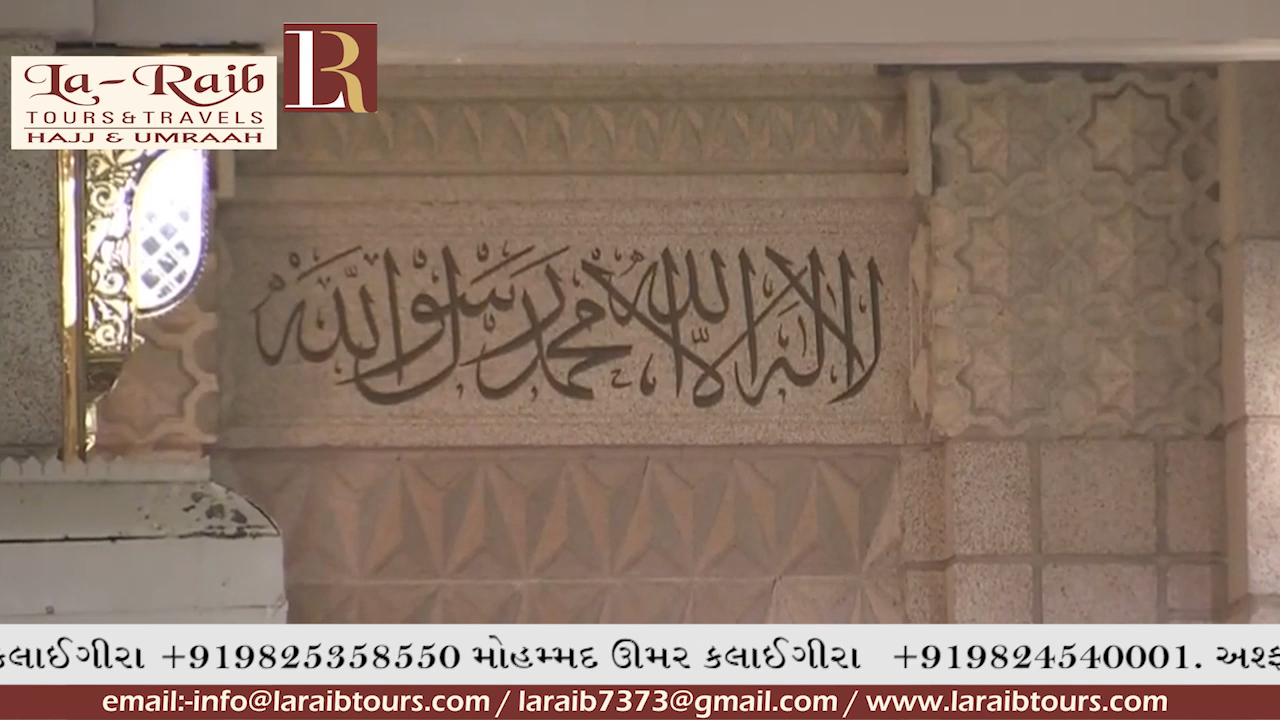 La-Raib
TOURS & TRAVELS
HAJJ & UMRAAH
LR
لا اله الا الله محمد رسول الله
કલાઈગીરા +919825358550 મોહમ્મદ ઊમર કલાઈગીરા +919824540001.
email:-info@laraibtours.com / laraib7373@gmail.com / www.laraibtours.com